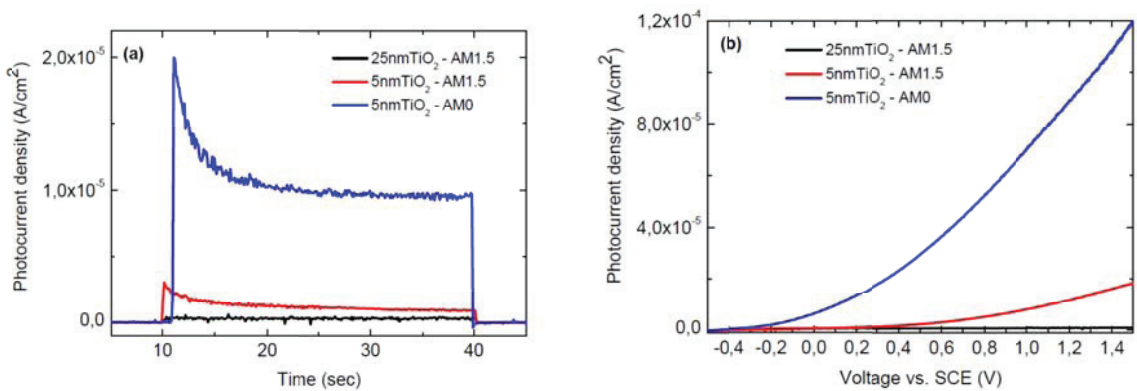 (a)
25nmTiO₂ - AM1.5
5nmTiO₂ - AM1.5
5nmTiO₂ - AM0
Photocurrent density (A/cm²)
2,0x10⁻⁵
1,0x10⁻⁵
0,0
10 20 30 40
Time (sec)
(b)
25nmTiO₂ - AM1.5
5nmTiO₂ - AM1.5
5nmTiO₂ - AM0
Photocurrent density (A/cm²)
1,2x10⁻⁴
8,0x10⁻⁵
4,0x10⁻⁵
0,0
-0,4 -0,2 0,0 0,2 0,4 0,6 0,8 1,0 1,2 1,4
Voltage vs. SCE (V)